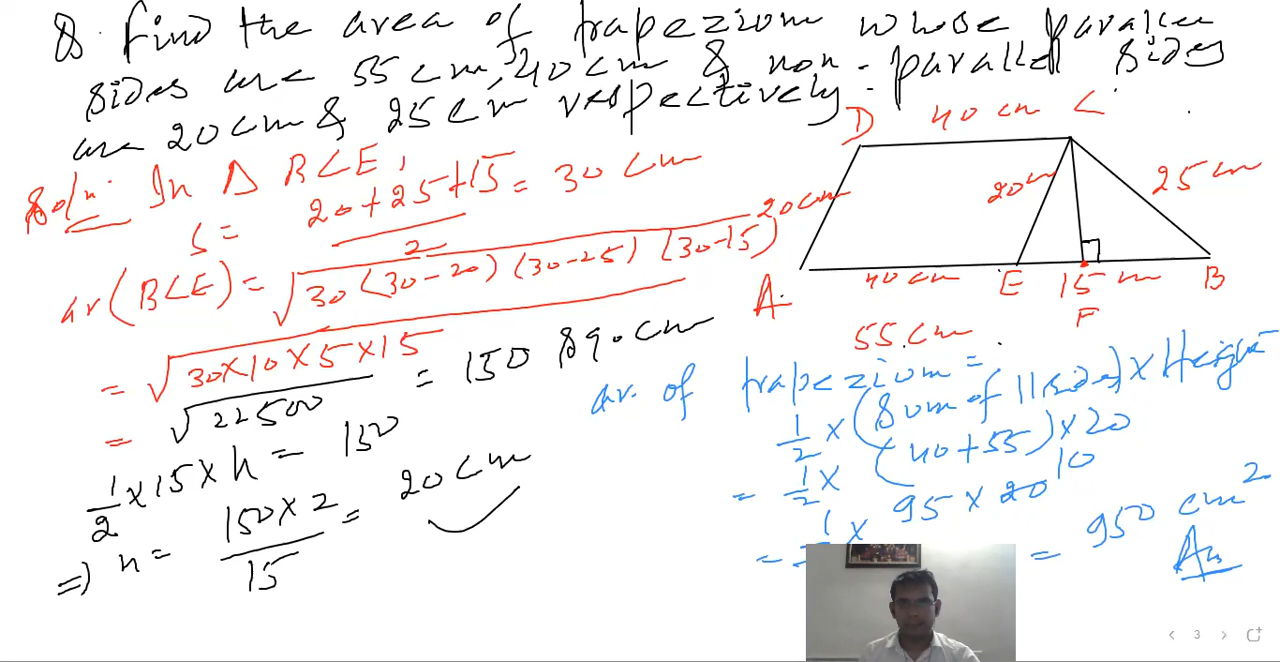 Q. Find the area of trapezium whose parallel
sides are 55 cm, 40 cm & non-parallel sides
are 20 cm & 25 cm respectively.
Soln. In Δ BCE,
S = 20+25+15 / 2 = 30 cm
ar(BCE) = √30(30-20)(30-25)(30-15)
= √30×10×5×15
= √22500 = 150 sq. cm
1/2 × 15 × h = 150
=> h = 150×2 / 15 = 20 cm
D 40 cm C
20 cm 20 cm 25 cm
A 40 cm E 15 cm B
F
55 cm
ar. of trapezium =
1/2 × (Sum of ||sides) × Height
= 1/2 × (40+55) × 20
= 1/2 × 95 × 20 10
= 950 cm2
Ans
< 3 >